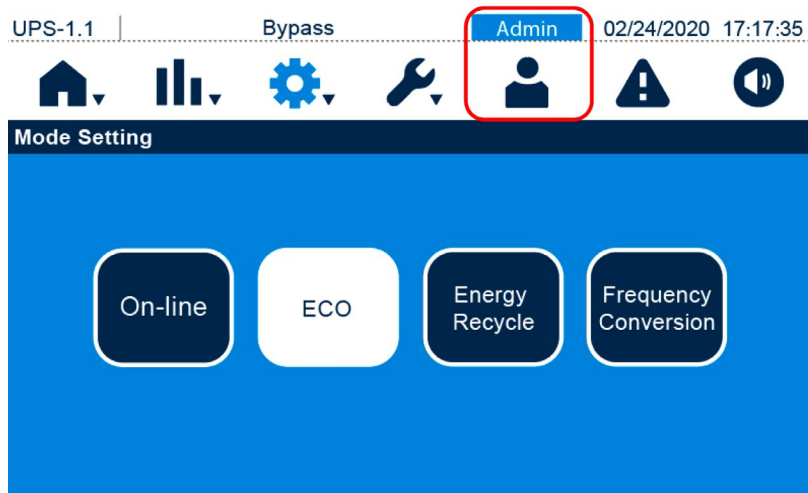 UPS-1.1 Bypass Admin 02/24/2020 17:17:35
Mode Setting
On-line
ECO
Energy
Recycle
Frequency
Conversion